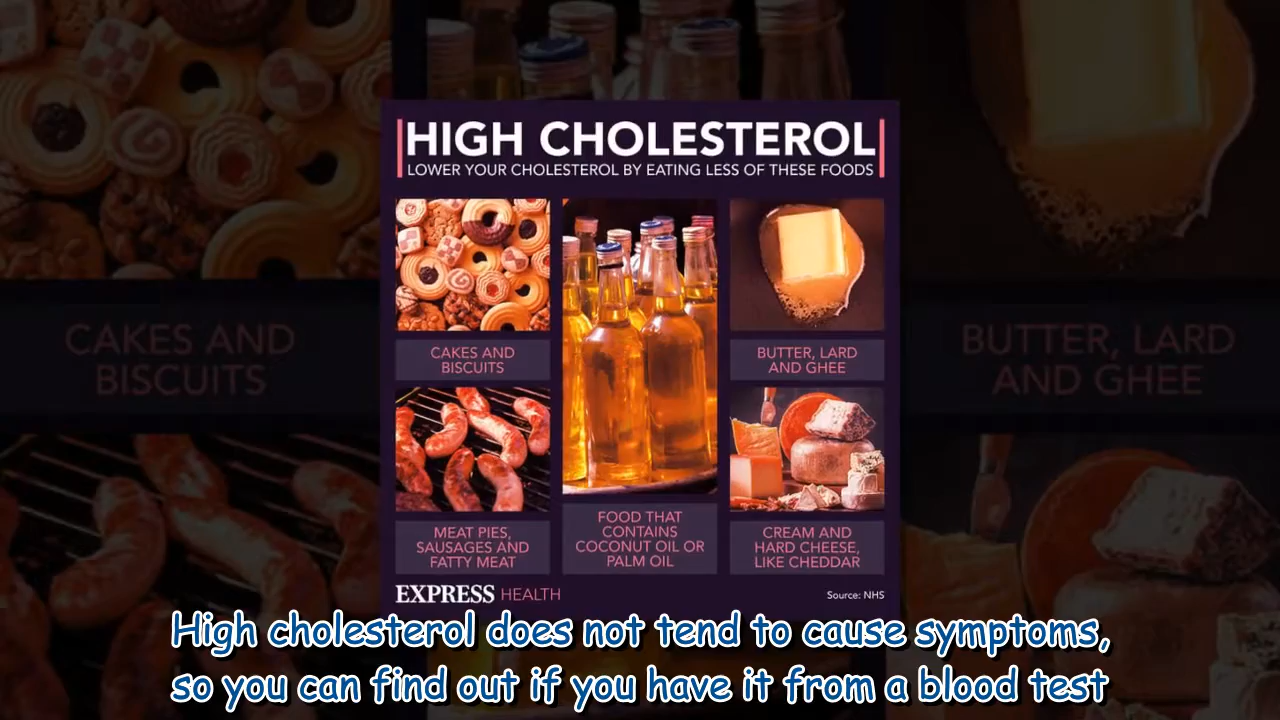 HIGH CHOLESTEROL
LOWER YOUR CHOLESTEROL BY EATING LESS OF THESE FOODS
CAKES AND
BISCUITS
CAKES AND
BISCUITS
BUTTER, LARD
AND GHEE
BUTTER, LARD
AND GHEE
MEAT PIES,
SAUSAGES AND
FATTY MEAT
FOOD THAT
CONTAINS
COCONUT OIL OR
PALM OIL
CREAM AND
HARD CHEESE,
LIKE CHEDDAR
EXPRESS HEALTH
Source: NHS
High cholesterol does not tend to cause symptoms,
so you can find out if you have it from a blood test